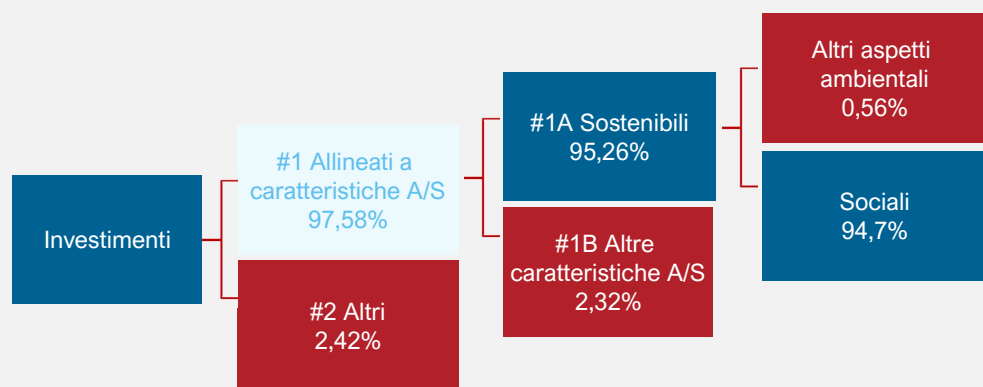 Investimenti
#1 Allineati a
caratteristiche A/S
97,58%
#2 Altri
2,42%
#1A Sostenibili
95,26%
#1B Altre
caratteristiche A/S
2,32%
Altri aspetti
ambientali
0,56%
Sociali
94,7%